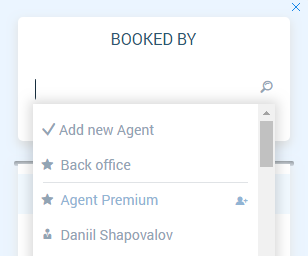 BOOKED BY
Add new Agent
Back office
Agent Premium
Daniil Shapovalov